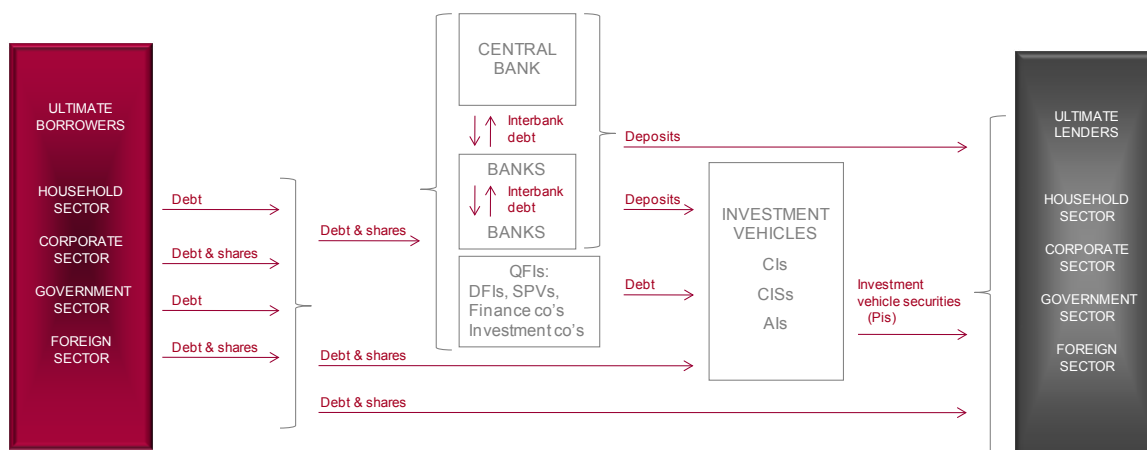 ULTIMATE
BORROWERS
HOUSEHOLD
SECTOR
CORPORATE
SECTOR
GOVERNMENT
SECTOR
FOREIGN
SECTOR
Debt
Debt & shares
Debt
Debt & shares
Debt & shares
Debt & shares
Debt & shares
CENTRAL
BANK
Interbank
debt
BANKS
Interbank
debt
BANKS
QFIs:
DFIs, SPVs,
Finance co's
Investment co's
Deposits
Deposits
Debt
INVESTMENT
VEHICLES
CIs
CISs
AIs
Investment
vehicle securities
(Pis)
ULTIMATE
LENDERS
HOUSEHOLD
SECTOR
CORPORATE
SECTOR
GOVERNMENT
SECTOR
FOREIGN
SECTOR